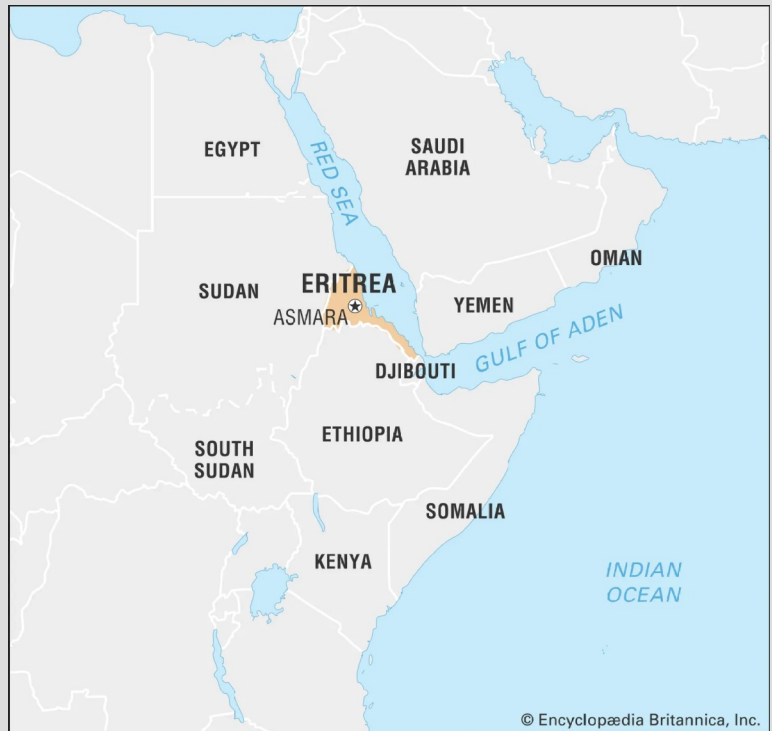 EGYPT
RED SEA
SAUDI
ARABIA
OMAN
SUDAN
ERITREA
ASMARA
YEMEN
GULF OF ADEN
DJIBOUTI
ETHIOPIA
SOUTH
SUDAN
SOMALIA
KENYA
INDIAN
OCEAN
© Encyclopædia Britannica, Inc.